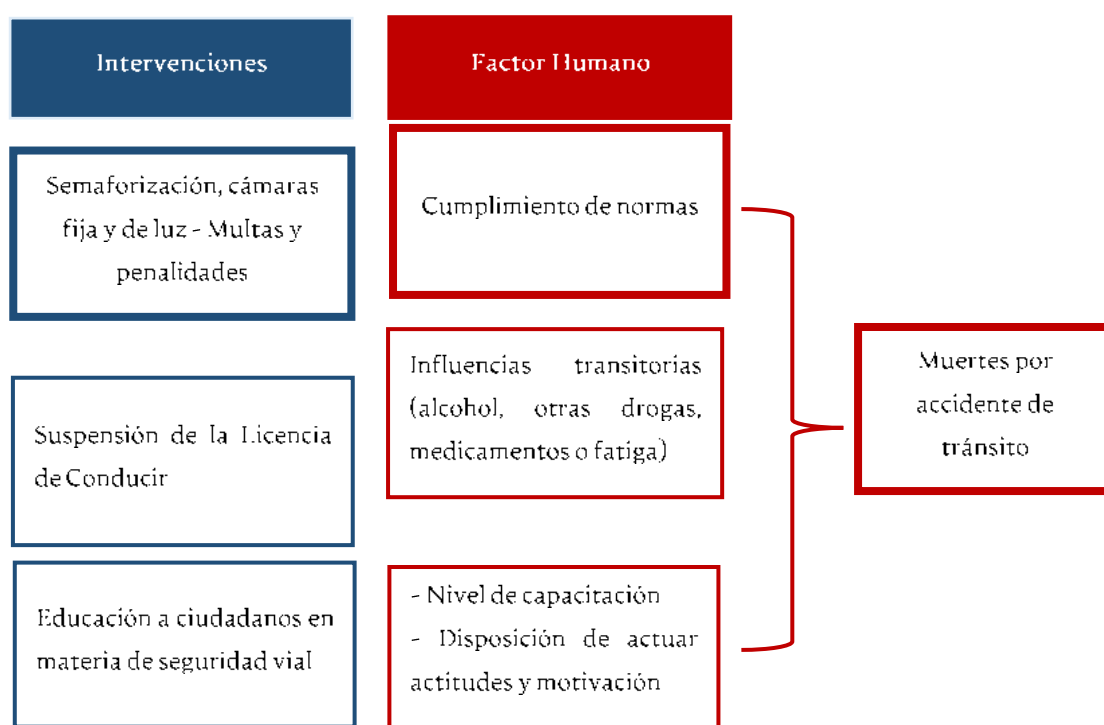 Intervenciones
Factor Humano
Semaforización, cámaras
fija y de luz - Multas y
penalidades
Cumplimiento de normas
Influencias transitorias
(alcohol, otras drogas,
medicamentos o fatiga)
Muertes por
accidente de
tránsito
Suspensión de la Licencia
de Conducir
Educación a ciudadanos en
materia de seguridad vial
- Nivel de capacitación
- Disposición de actuar
actitudes y motivación